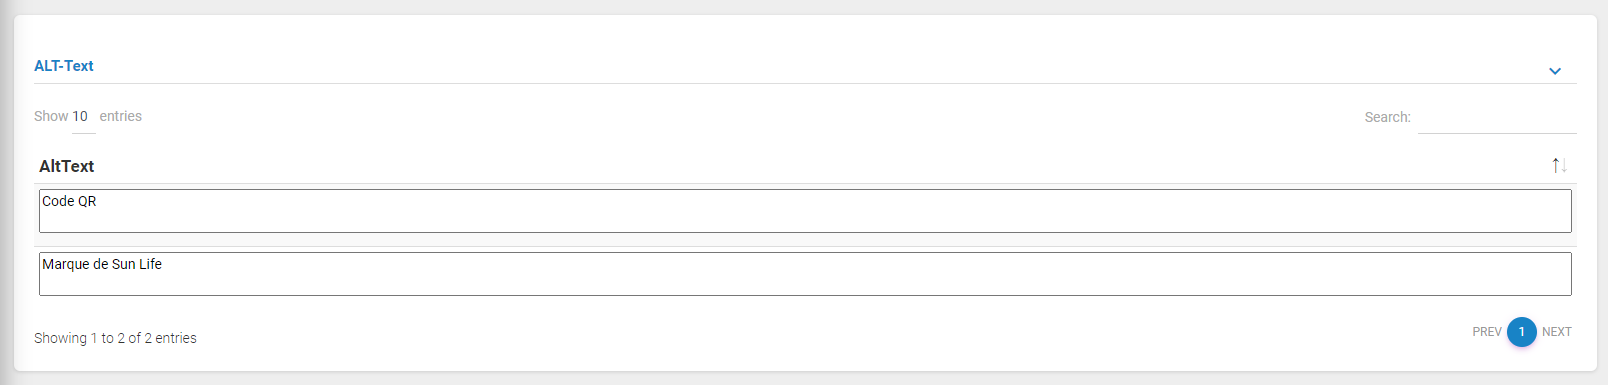 ALT-Text
Show 10 entries
Search:
AltText
Code QR
Marque de Sun Life
Showing 1 to 2 of 2 entries
PREV 1 NEXT